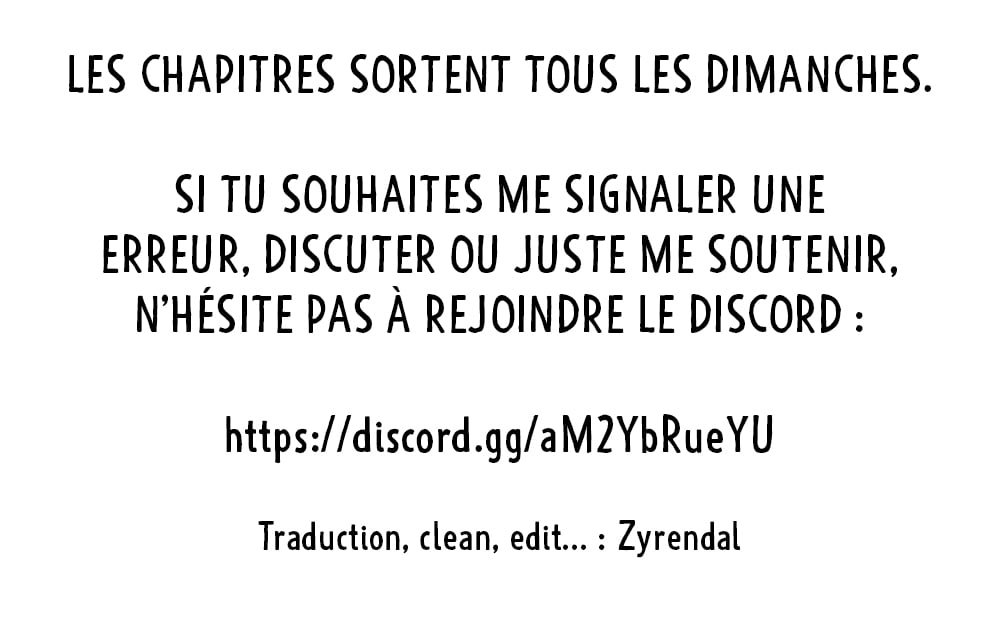 LES CHAPITRES SORTENT TOUS LES DIMANCHES.
SI TU SOUHAITES ME SIGNALER UNE
ERREUR, DISCUTER OU JUSTE ME SOUTENIR,
N'HÉSITE PAS À REJOINDRE LE DISCORD :
https://discord.gg/aM2YbRueYU
Traduction, clean, edit... : Zyrendal